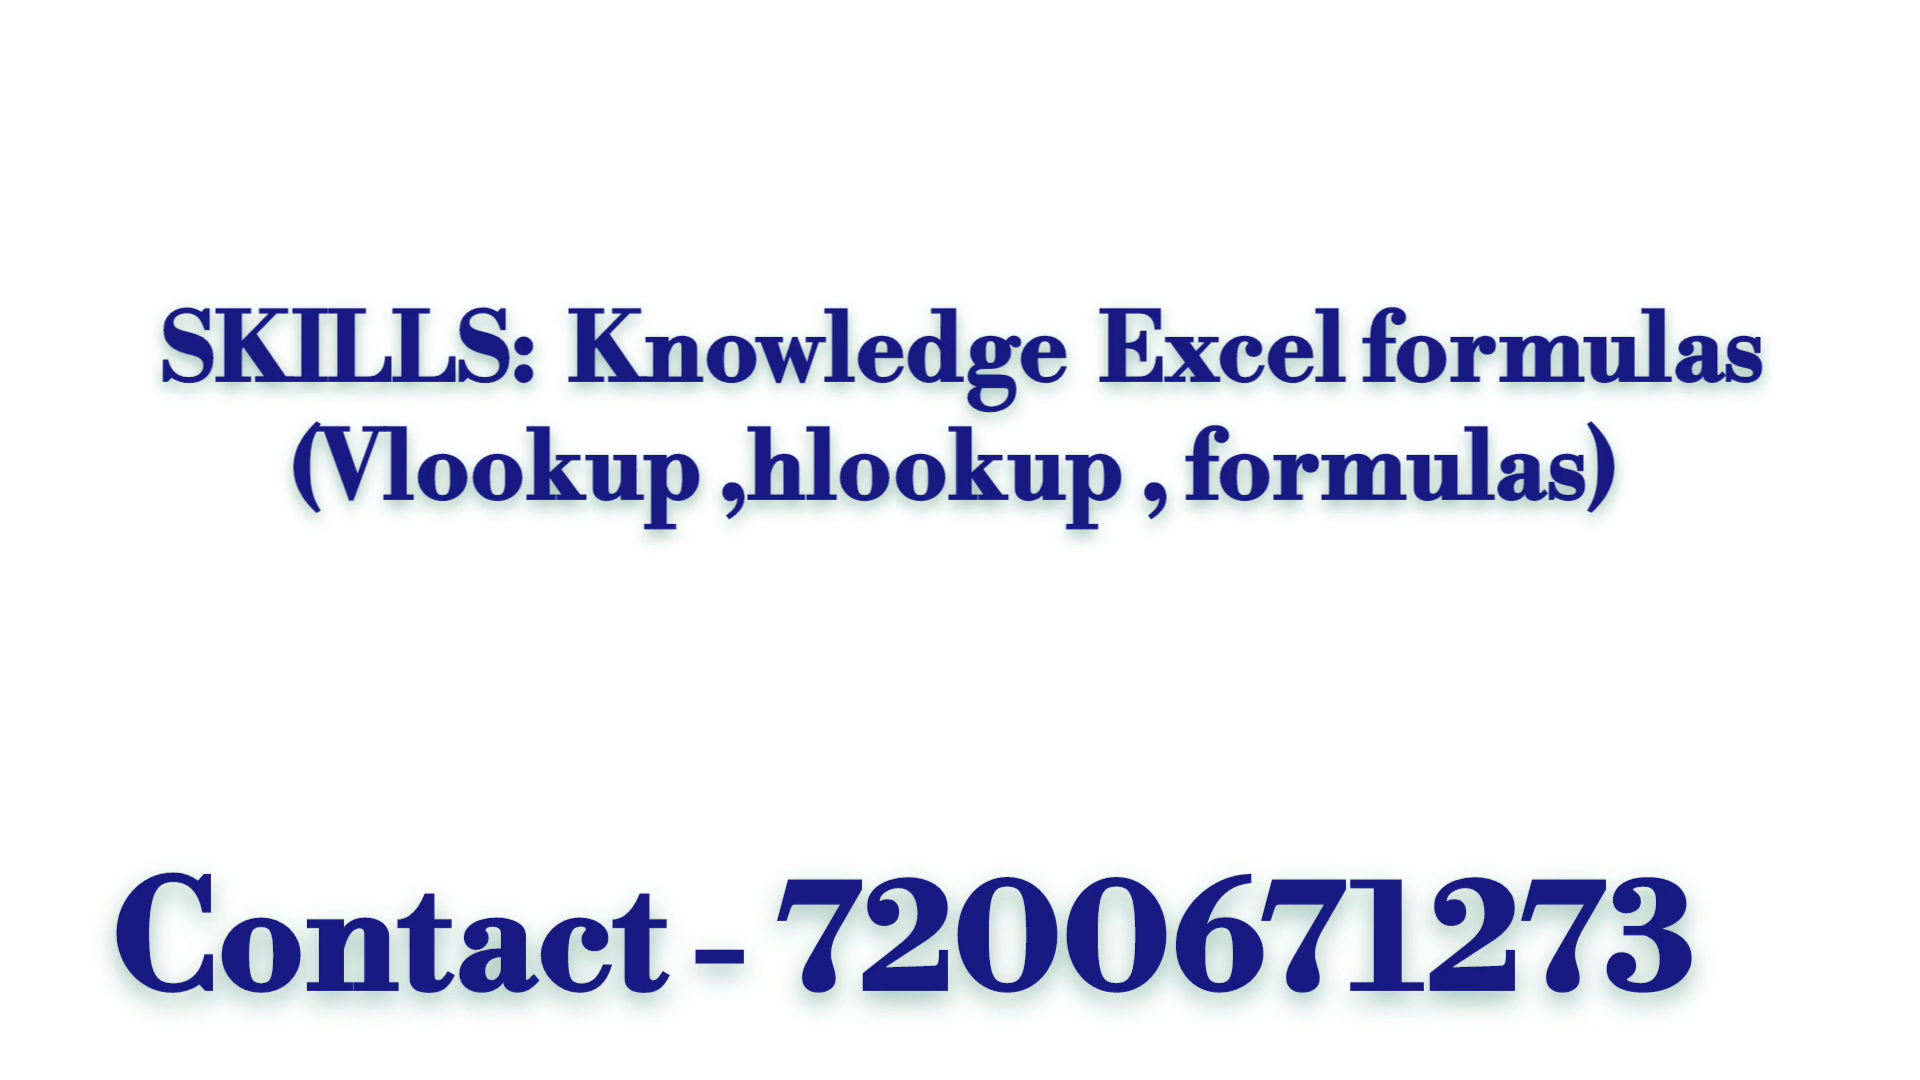 SKILLS: Knowledge Excel formulas
(Vlookup ,hlookup , formulas)
Contact - 7200671273